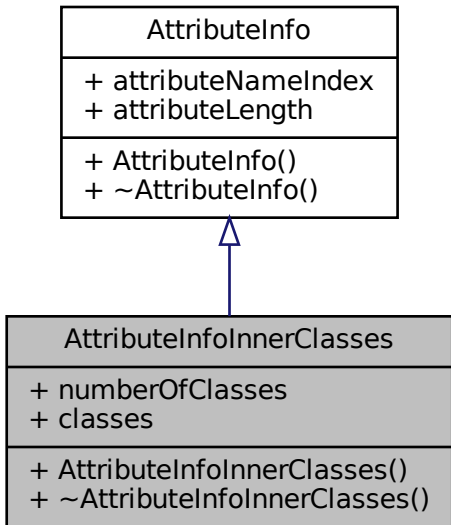 AttributeInfo
+ attributeNameIndex
+ attributeLength
+ AttributeInfo()
+ ~AttributeInfo()
AttributeInfoInnerClasses
+ numberOfClasses
+ classes
+ AttributeInfoInnerClasses()
+ ~AttributeInfoInnerClasses()